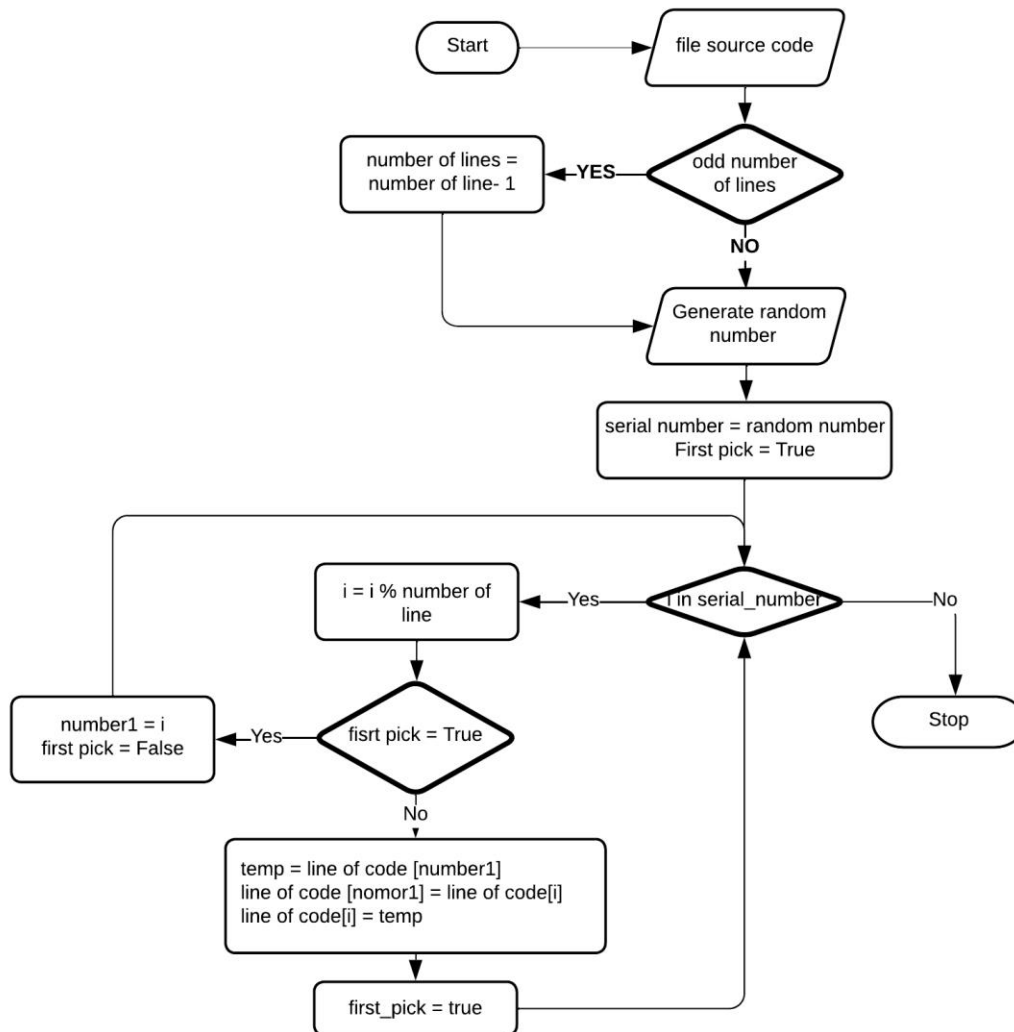 Start
file source code
odd number
of lines
YES
number of lines =
number of line- 1
NO
Generate random
number
serial number = random number
First pick = True
i in serial_number
Yes
No
i = i % number of
line
Stop
fisrt pick = True
Yes
number1 = i
first pick = False
No
temp = line of code [number1]
line of code [nomor1] = line of code[i]
line of code[i] = temp
first_pick = true